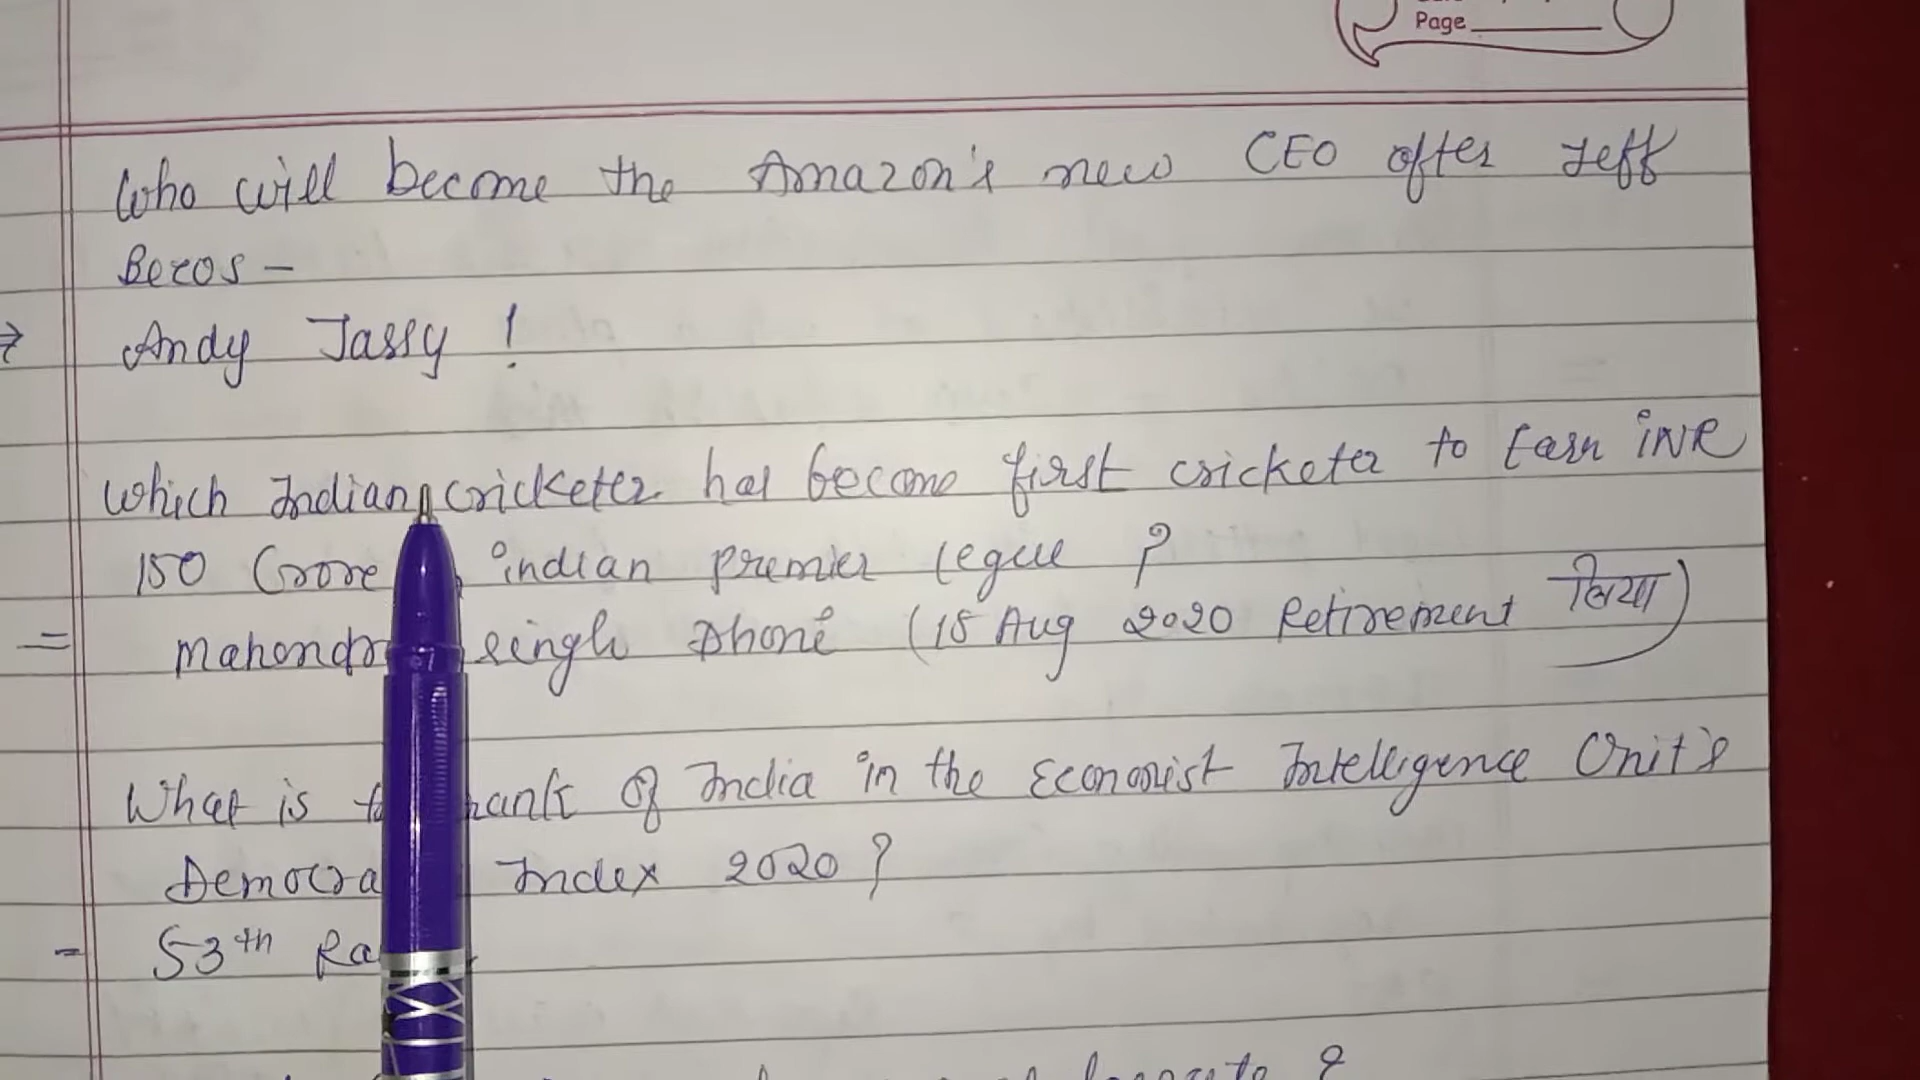 Page
Who will become the Amazon's new CEO after Jeff
Bezos -
Andy Jassy !
Which Indian cricketer has become first cricketer to Earn INR
150 Crore indian premier legue ?
= Mahendra singh Dhoni (15 Aug 2020 Retirement लिया)
What is rank of India in the Economist Intelligence Unit's
Democra Index 2020 ?
- 53th Ra
?